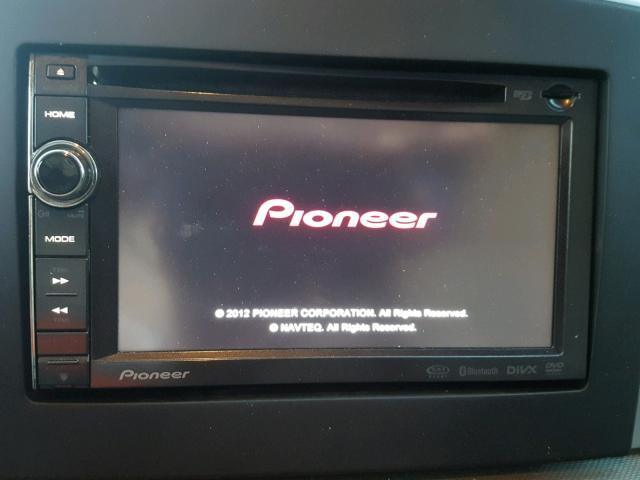 HOME
MODE
Pioneer
© 2012 PIONEER CORPORATION. All Rights Reserved.
© NAVTEQ. All Rights Reserved.
Pioneer
Bluetooth DIVX DVD